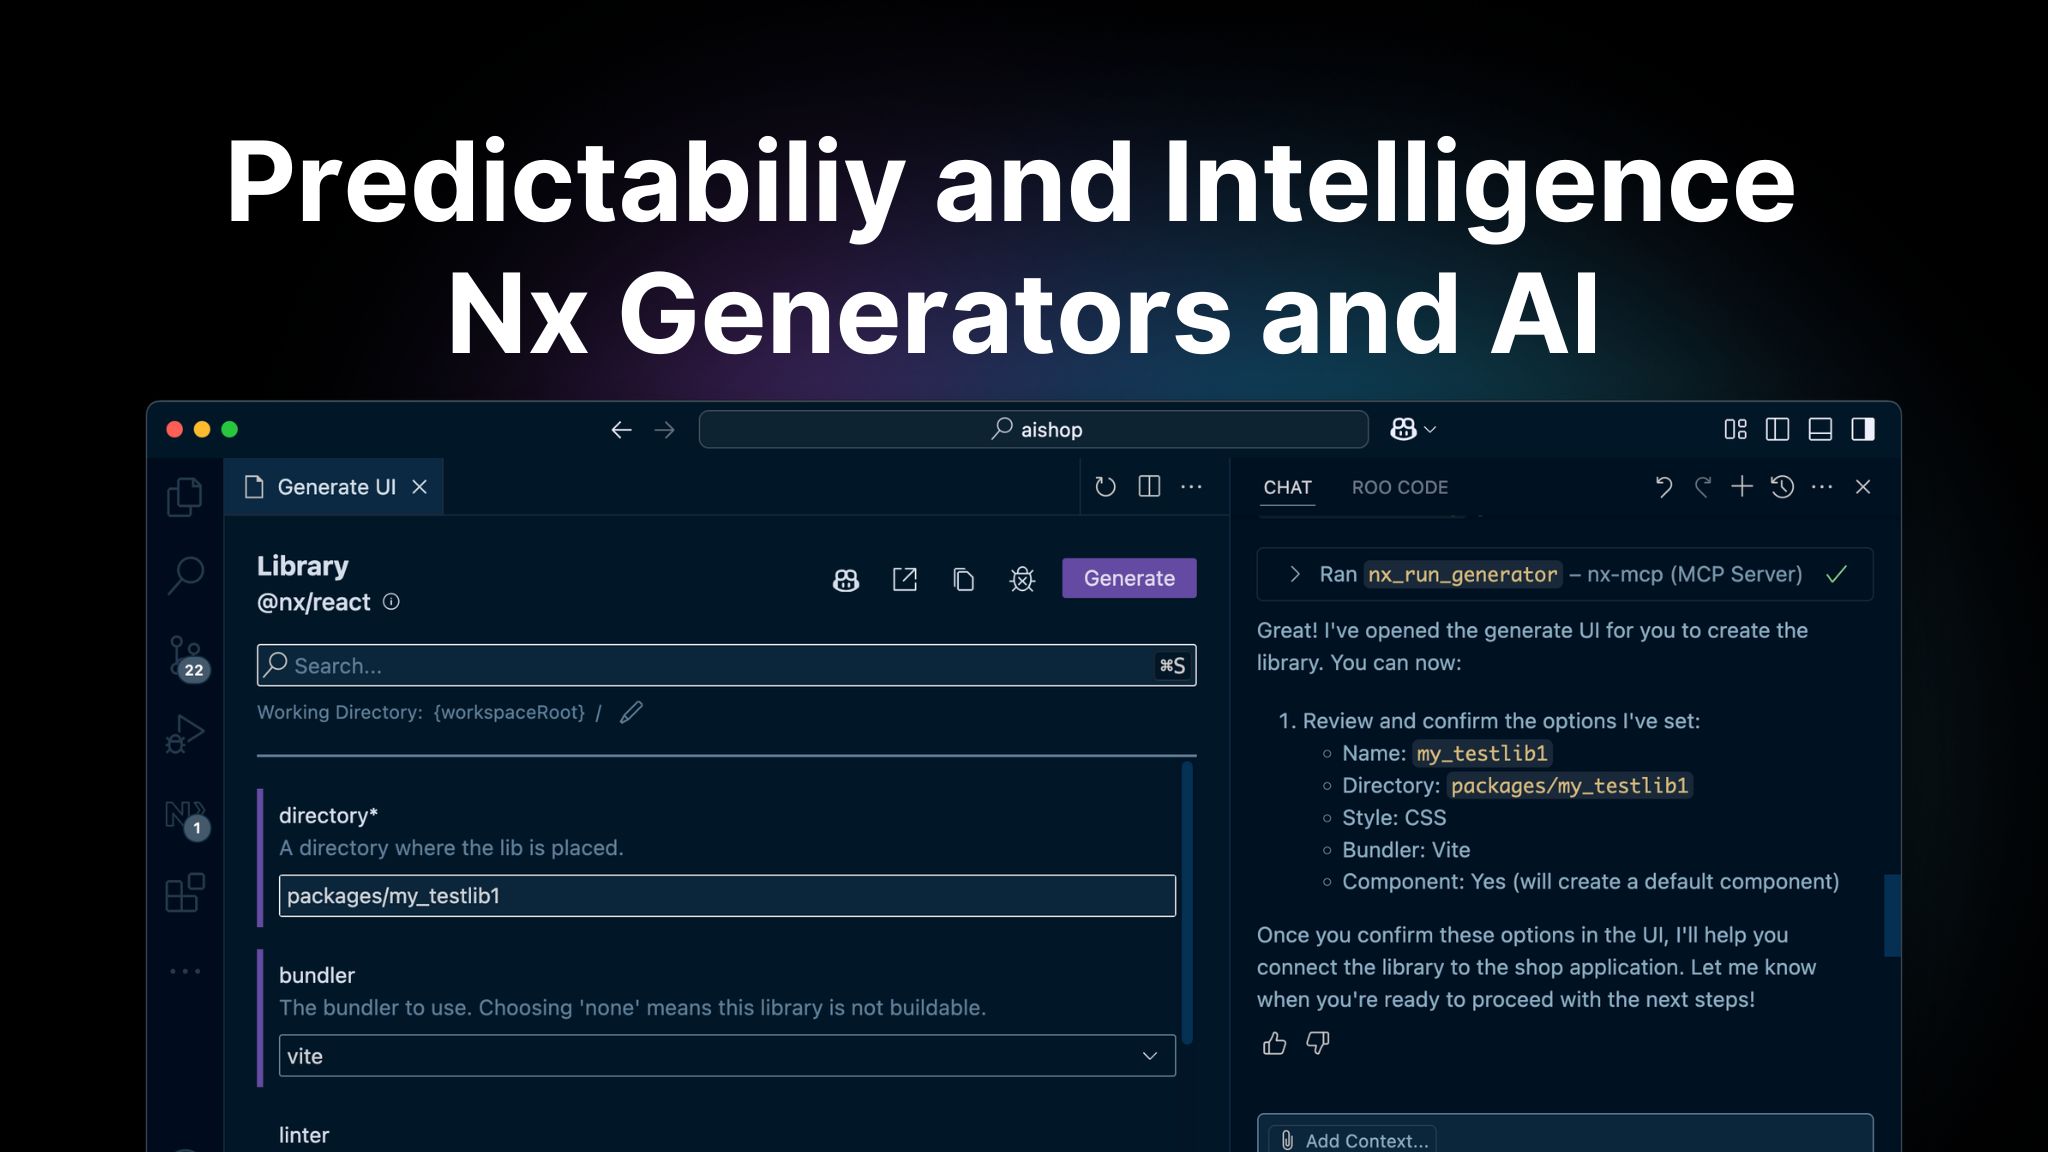 Predictabiliy and Intelligence
Nx Generators and AI
aishop
Generate UI
CHAT
ROO CODE
Library
@nx/react
Generate
Ran nx_run_generator – nx-mcp (MCP Server)
Search...
⌘S
Working Directory: {workspaceRoot} /
Great! I've opened the generate UI for you to create the
library. You can now:
22
1. Review and confirm the options I've set:
◦ Name: my_testlib1
◦ Directory: packages/my_testlib1
◦ Style: CSS
◦ Bundler: Vite
◦ Component: Yes (will create a default component)
1
directory*
A directory where the lib is placed.
packages/my_testlib1
bundler
The bundler to use. Choosing 'none' means this library is not buildable.
vite
linter
Once you confirm these options in the UI, I'll help you
connect the library to the shop application. Let me know
when you're ready to proceed with the next steps!
Add Context...